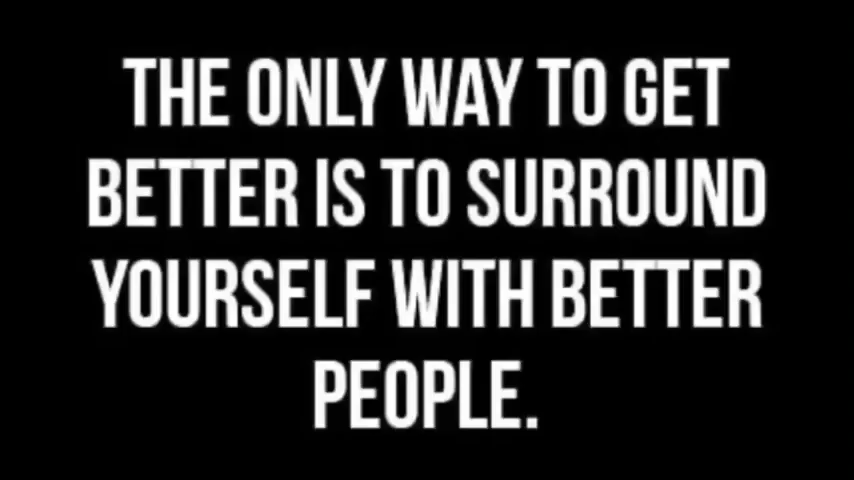 THE ONLY WAY TO GET
BETTER IS TO SURROUND
YOURSELF WITH BETTER
PEOPLE.